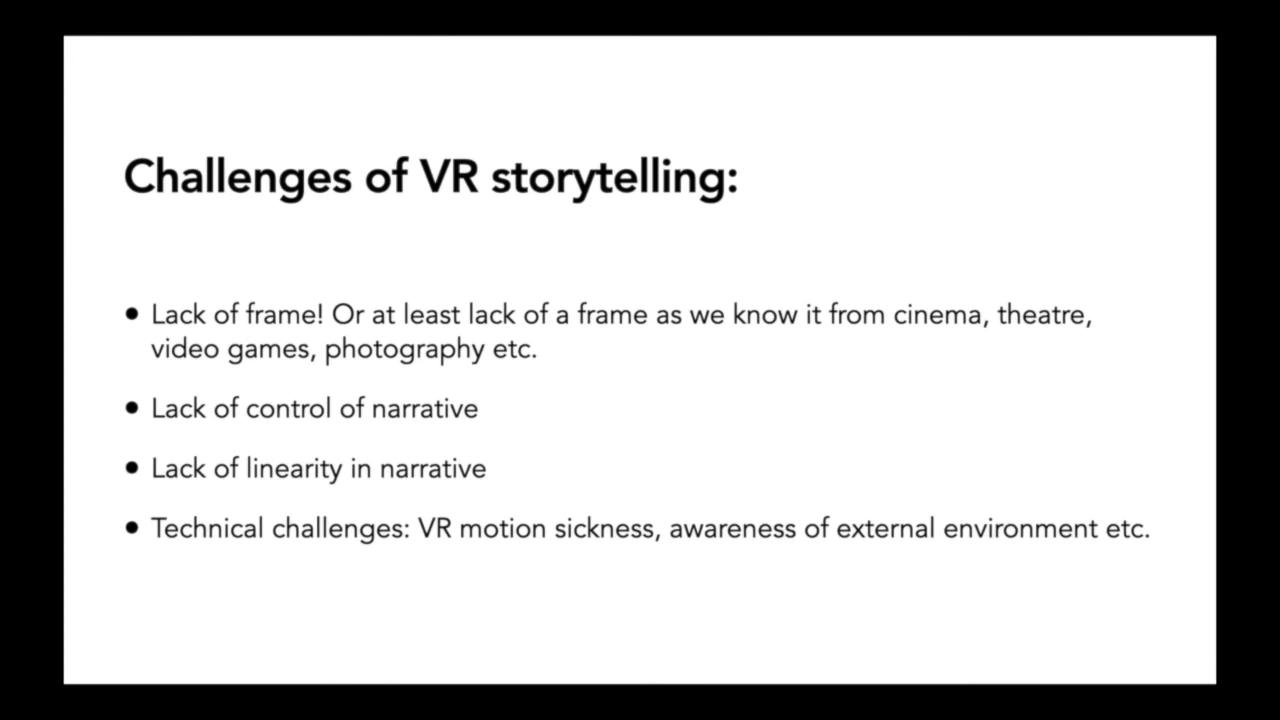 Challenges of VR storytelling:
• Lack of frame! Or at least lack of a frame as we know it from cinema, theatre,
video games, photography etc.
• Lack of control of narrative
• Lack of linearity in narrative
• Technical challenges: VR motion sickness, awareness of external environment etc.